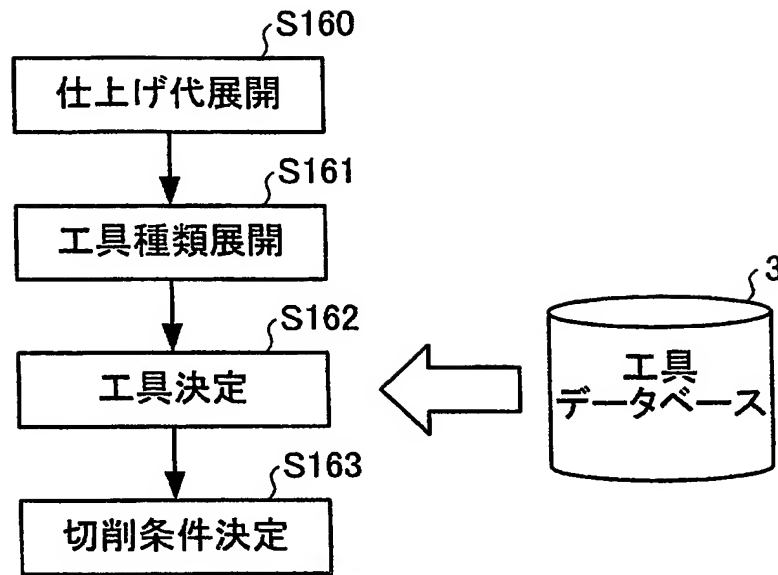 S160
仕上げ代展開
S161
工具種類展開
S162
工具決定
S163
切削条件決定
3
工具
データベース